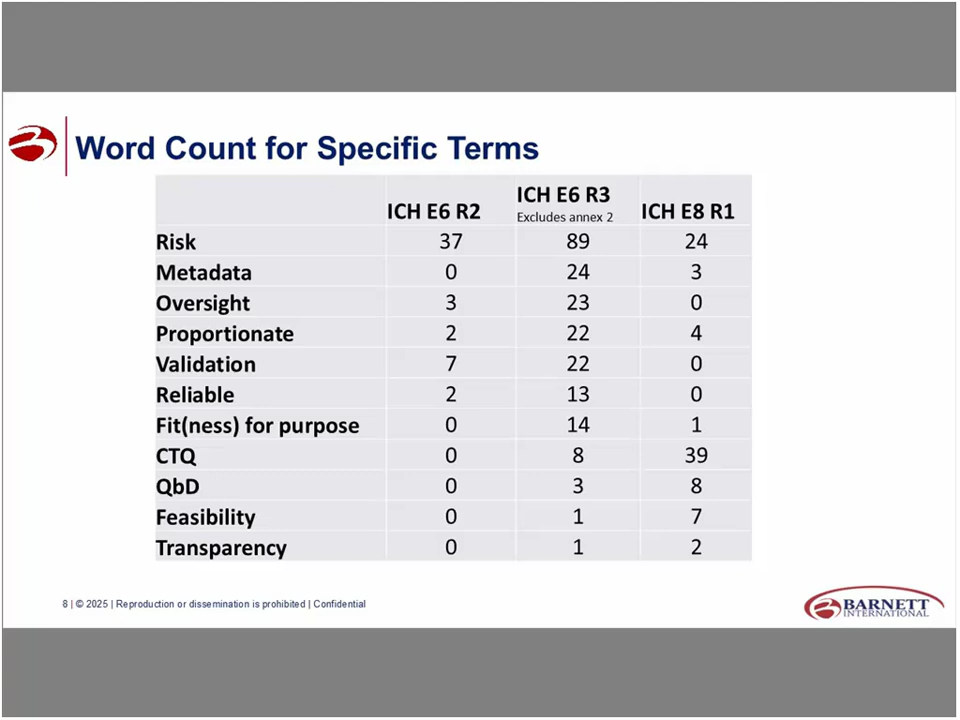 Word Count for Specific Terms
ICH E6 R2 ICH E6 R3 ICH E8 R1
Excludes annex 2
Risk 37 89 24
Metadata 0 24 3
Oversight 3 23 0
Proportionate 2 22 4
Validation 7 22 0
Reliable 2 13 0
Fit(ness) for purpose 0 14 1
CTQ 0 8 39
QbD 0 3 8
Feasibility 0 1 7
Transparency 0 1 2
8 | © 2025 | Reproduction or dissemination is prohibited | Confidential
BARNETT
INTERNATIONAL